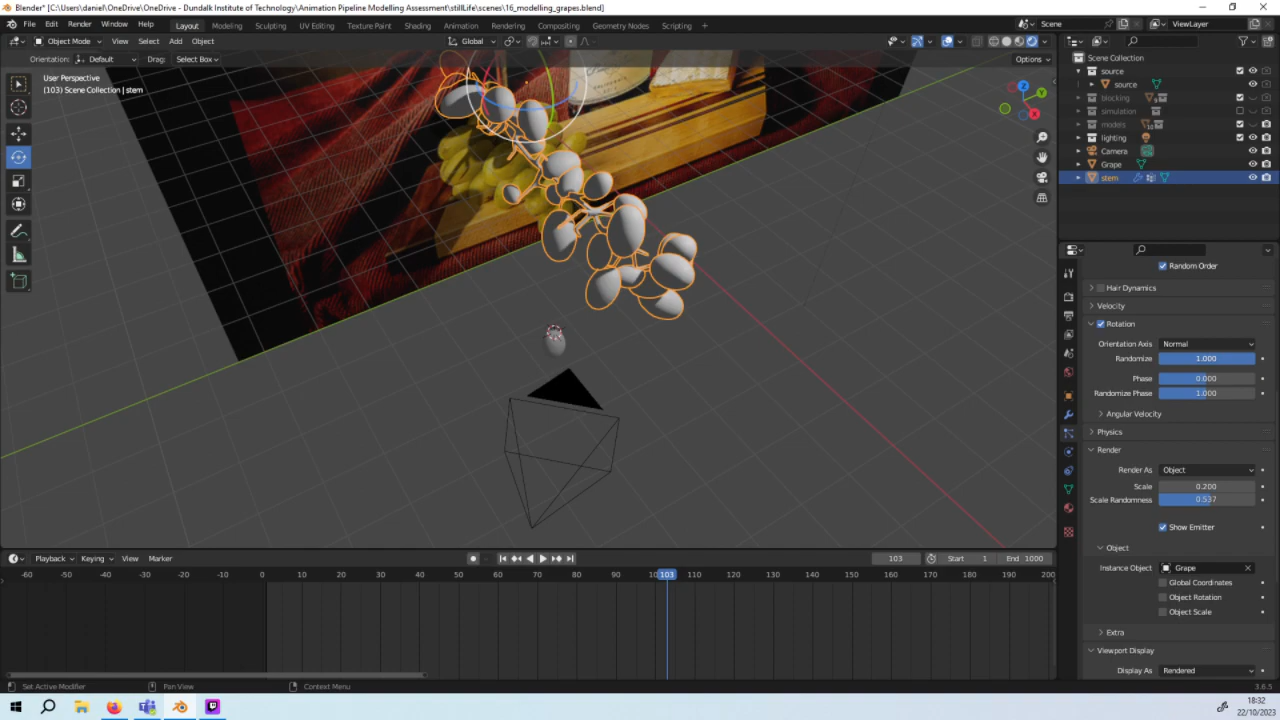 Blender* [C:\Users\daniel\OneDrive\OneDrive - Dundalk Institute of Technology\Animation Pipeline Modelling Assessment\stillLife\scenes\16_modelling_grapes.blend]
File Edit Render Window Help Layout Modeling Sculpting UV Editing Texture Paint Shading Animation Rendering Compositing Geometry Nodes Scripting + Scene ViewLayer
Object Mode View Select Add Object Global
Orientation: Default Drag: Select Box Options
User Perspective
(103) Scene Collection | stem
Z
Y
X
CALIFORNIA
Scene Collection
source
source
blocking
simulation
models
lighting
Camera
Grape
stem
Random Order
Hair Dynamics
Velocity
Rotation
Orientation Axis Normal
Randomize 1.000
Phase 0.000
Randomize Phase 1.000
Angular Velocity
Physics
Render
Render As Object
Scale 0.200
Scale Randomness 0.537
Show Emitter
Object
Instance Object Grape
Global Coordinates
Object Rotation
Object Scale
Extra
Viewport Display
Display As Rendered
Playback Keying View Marker 103 Start 1 End 1000
-60 -50 -40 -30 -20 -10 0 10 20 30 40 50 60 70 80 90 103 110 120 130 140 150 160 170 180 190 200
Set Active Modifier Pan View Context Menu 3.6.5
18:32
22/10/2023